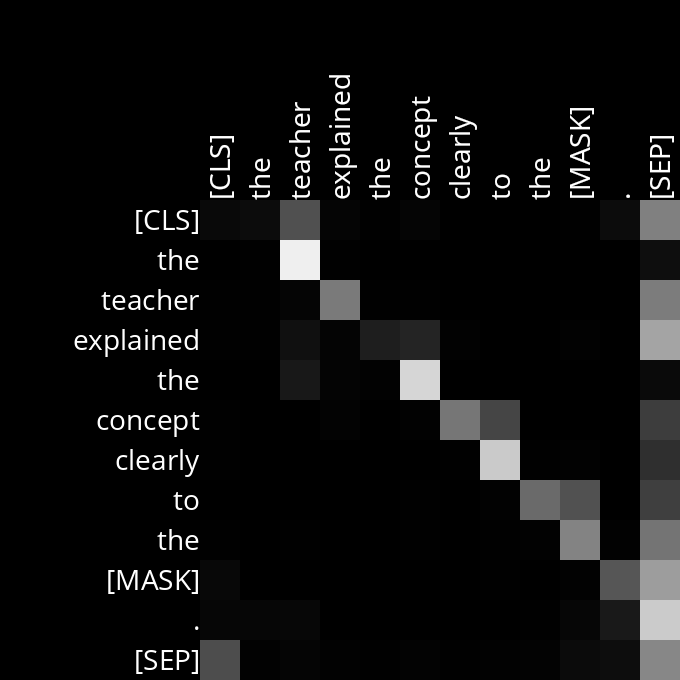 [CLS]
the
teacher
explained
the
concept
clearly
to
the
[MASK]
.
[SEP]
[CLS]
the
teacher
explained
the
concept
clearly
to
the
[MASK]
.
[SEP]